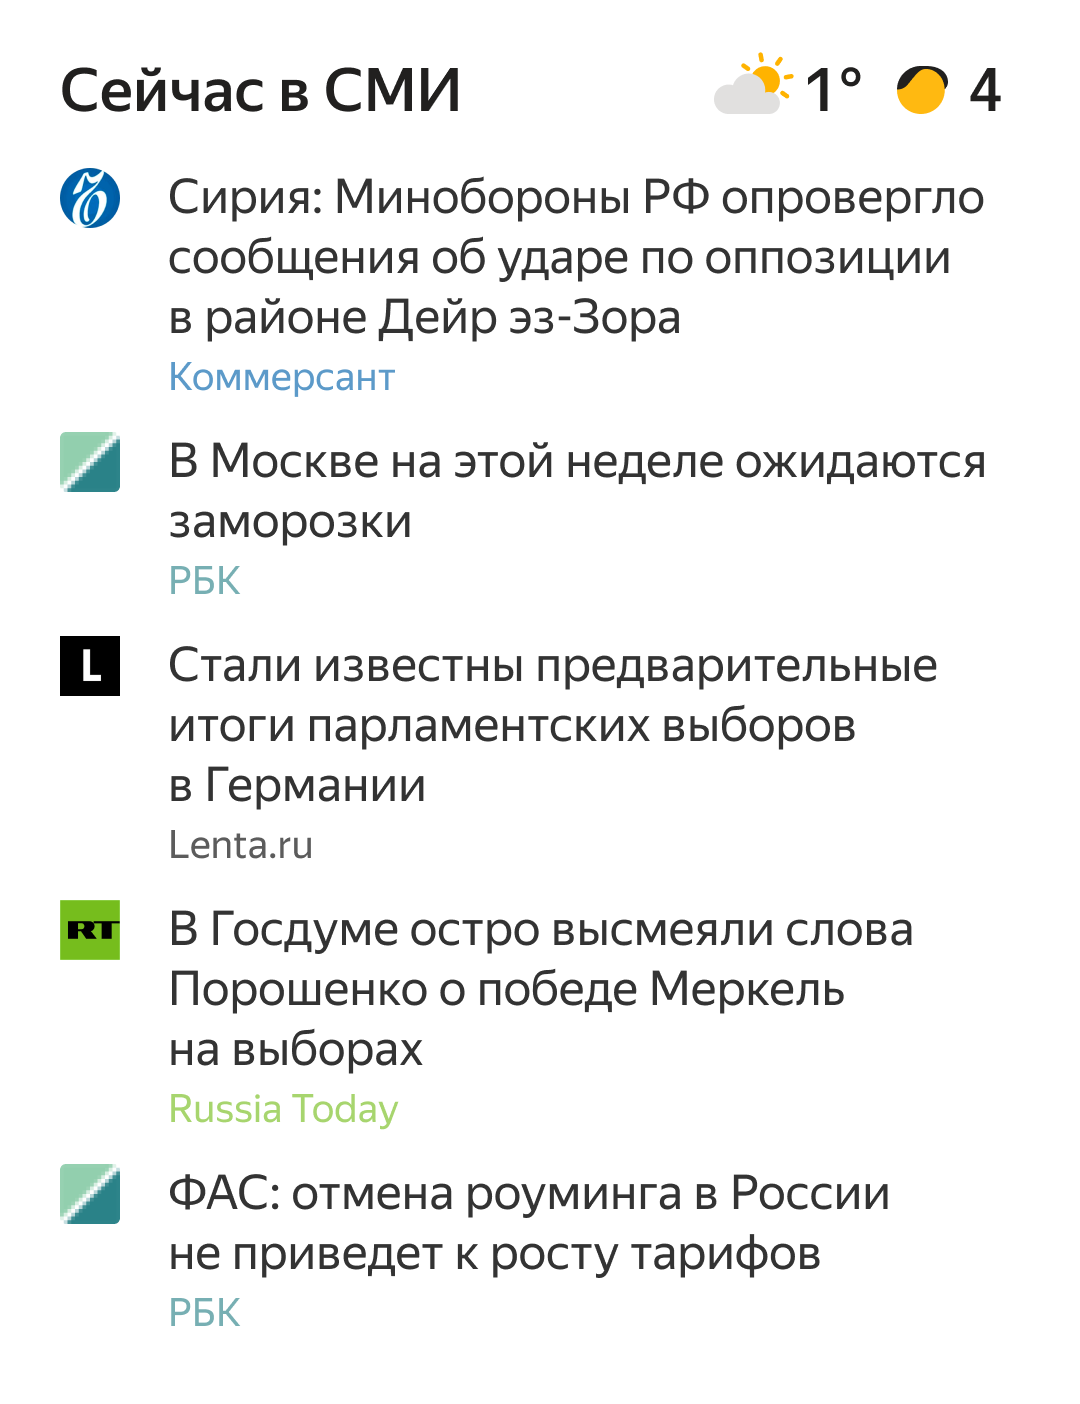 Сейчас в СМИ 1° 4
Сирия: Минобороны РФ опровергло
сообщения об ударе по оппозиции
в районе Дейр эз-Зора
Коммерсант
В Москве на этой неделе ожидаются
заморозки
РБК
L
Стали известны предварительные
итоги парламентских выборов
в Германии
Lenta.ru
RT
В Госдуме остро высмеяли слова
Порошенко о победе Меркель
на выборах
Russia Today
ФАС: отмена роуминга в России
не приведет к росту тарифов
РБК